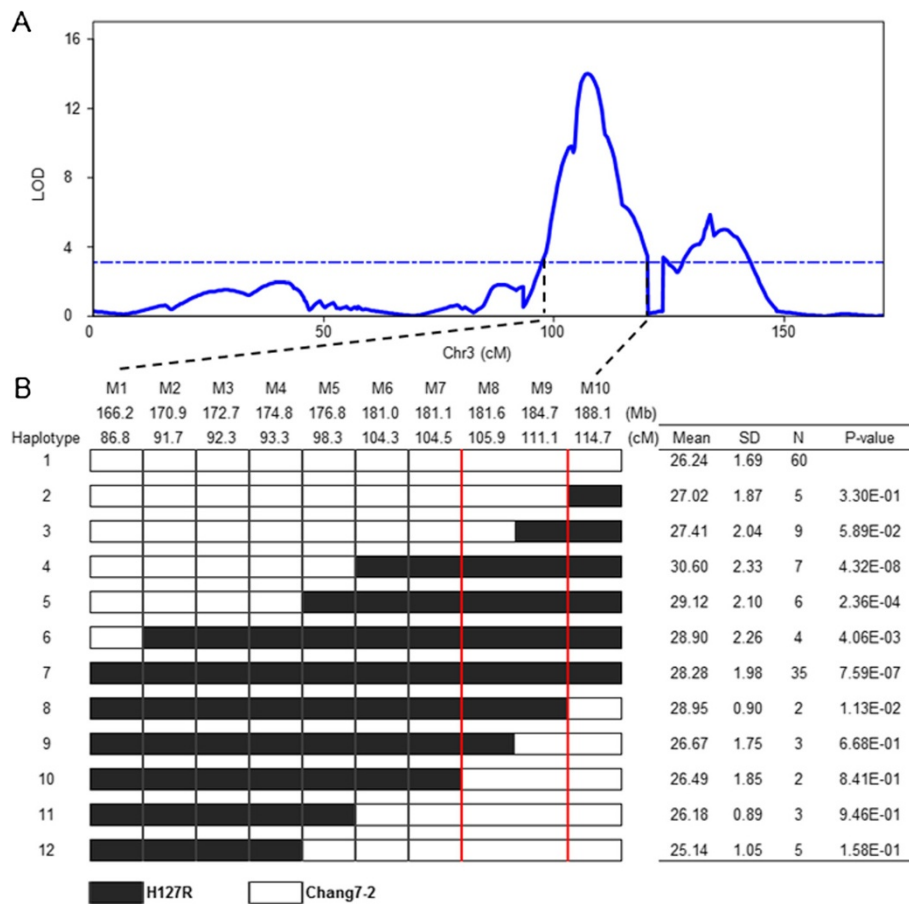 A
16
12
8
4
0
LOD
0 50 100 150
Chr3 (cM)
B
M1 M2 M3 M4 M5 M6 M7 M8 M9 M10
166.2 170.9 172.7 174.8 176.8 181.0 181.1 181.6 184.7 188.1 (Mb)
Haplotype 86.8 91.7 92.3 93.3 98.3 104.3 104.5 105.9 111.1 114.7 (cM) Mean SD N P-value
1 26.24 1.69 60
2 27.02 1.87 5 3.30E-01
3 27.41 2.04 9 5.89E-02
4 30.60 2.33 7 4.32E-08
5 29.12 2.10 6 2.36E-04
6 28.90 2.26 4 4.06E-03
7 28.28 1.98 35 7.59E-07
8 28.95 0.90 2 1.13E-02
9 26.67 1.75 3 6.68E-01
10 26.49 1.85 2 8.41E-01
11 26.18 0.89 3 9.46E-01
12 25.14 1.05 5 1.58E-01
H127R Chang7-2